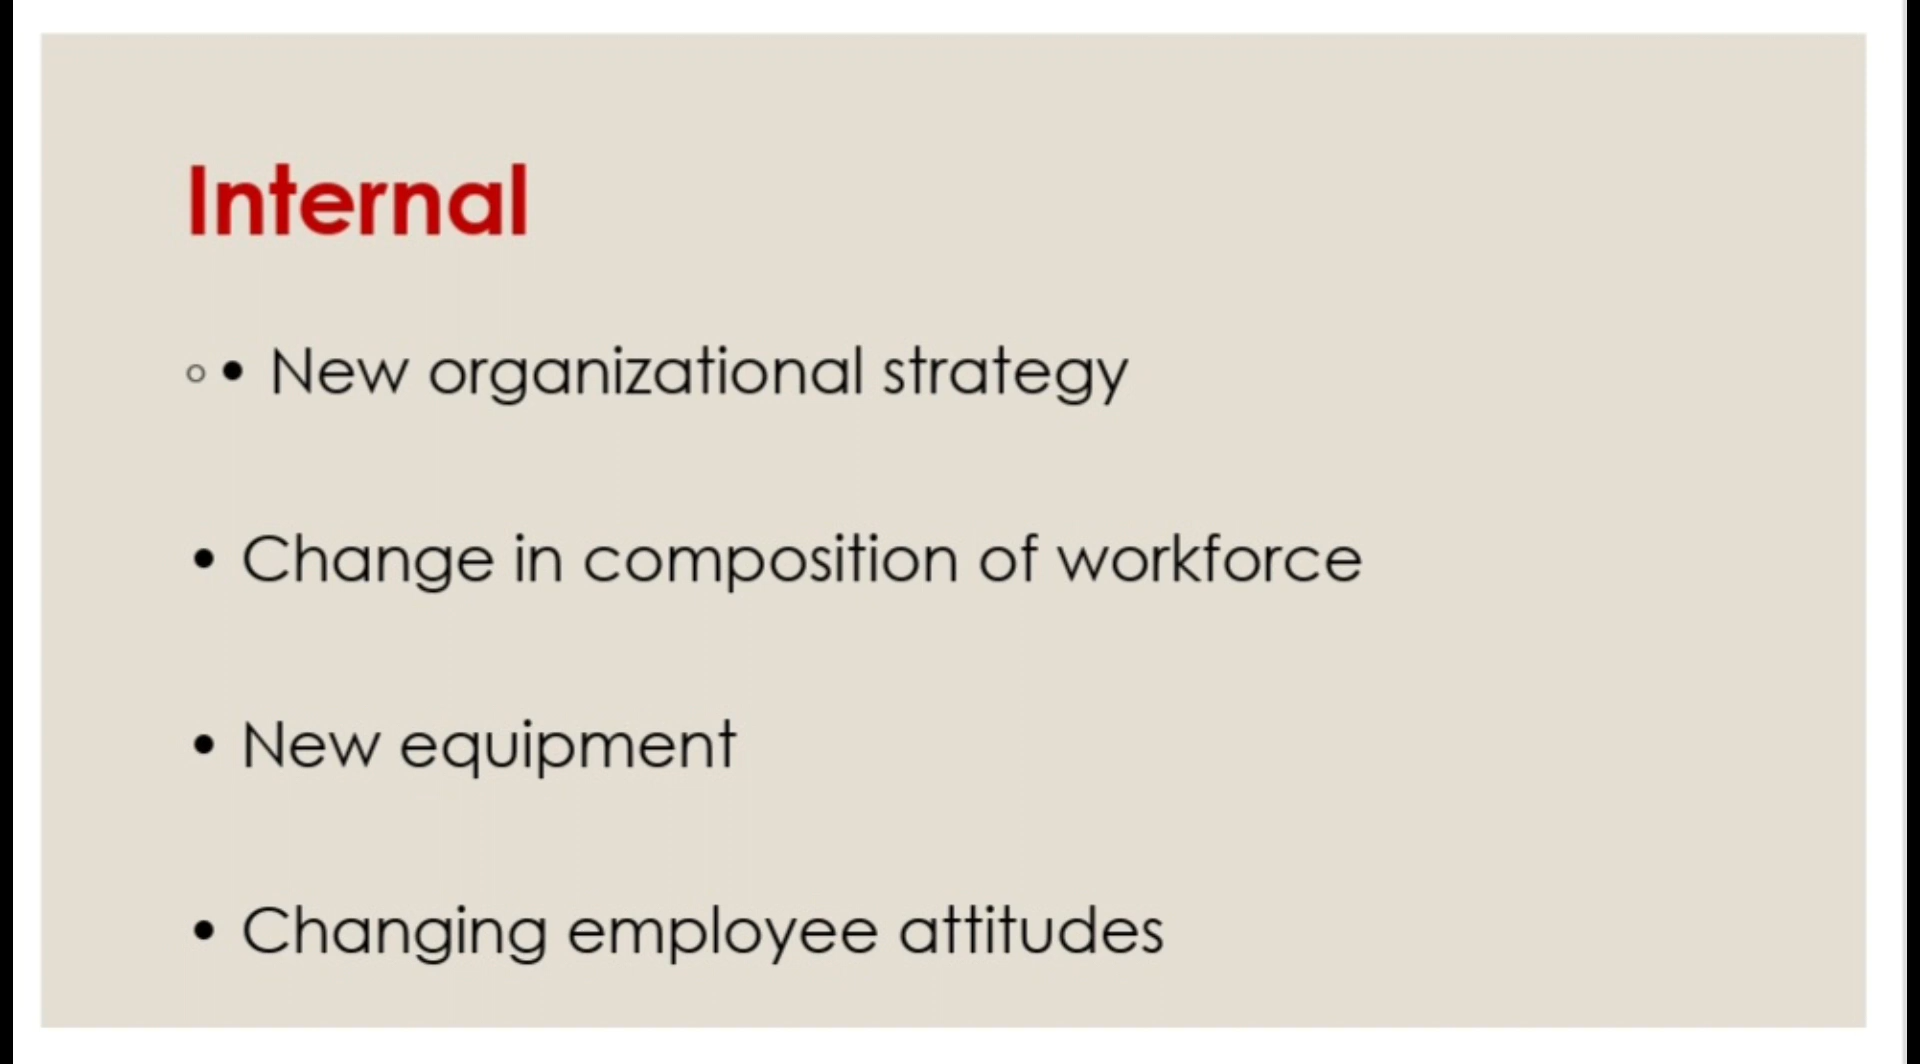 Internal
○ • New organizational strategy
• Change in composition of workforce
• New equipment
• Changing employee attitudes